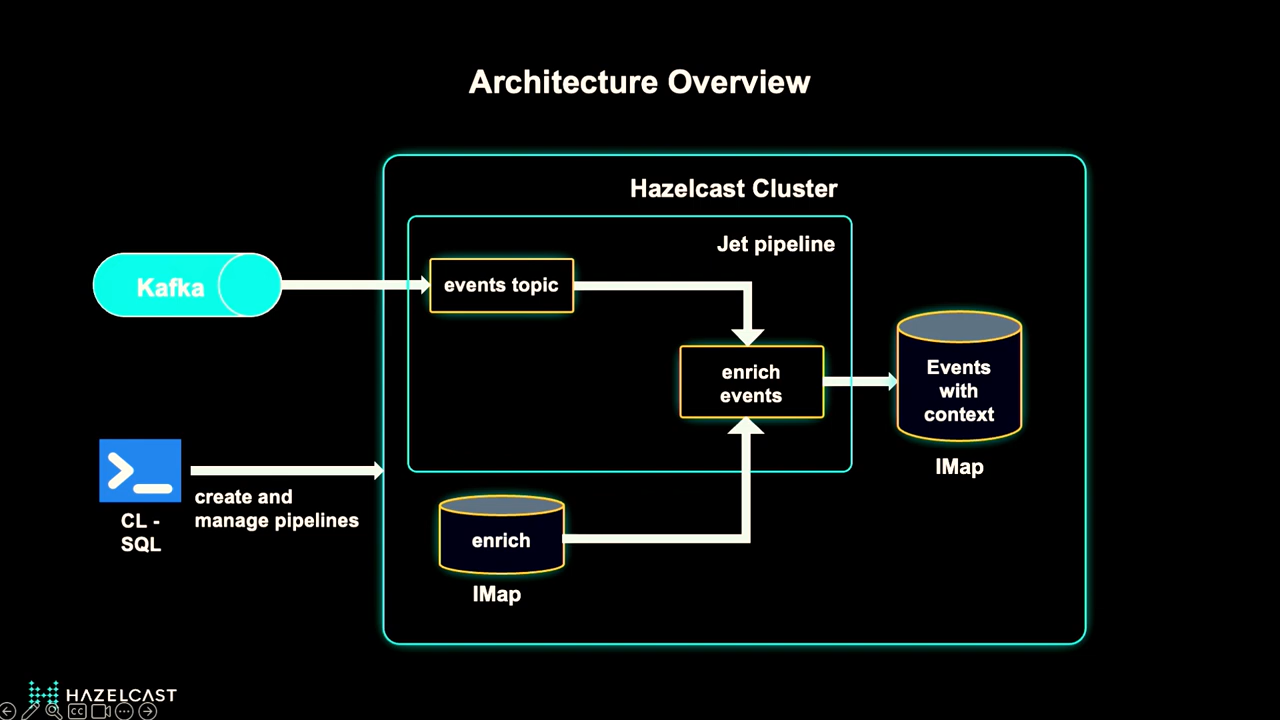 Architecture Overview
Hazelcast Cluster
Jet pipeline
Kafka
events topic
enrich
events
Events
with
context
IMap
CL -
SQL
create and
manage pipelines
enrich
IMap
HAZELCAST
CC